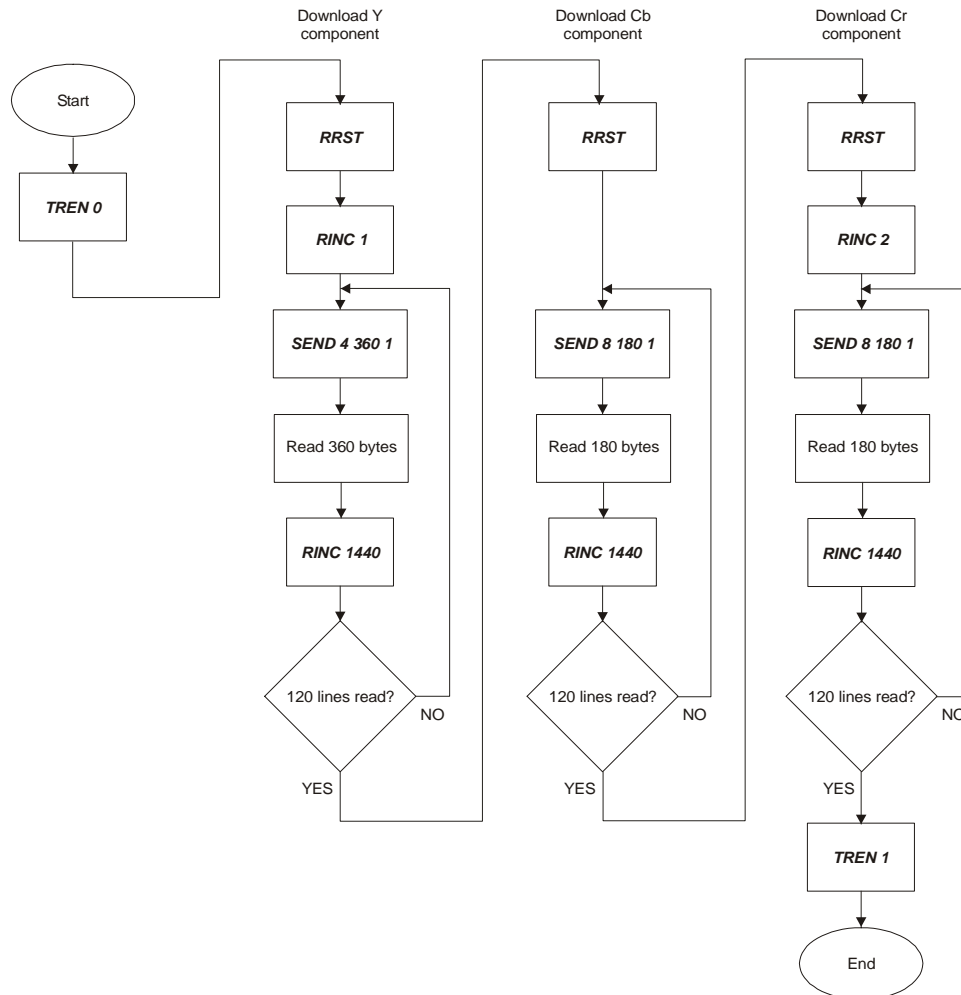 Start
TREN 0
Download Y
component
RRST
RINC 1
SEND 4 360 1
Read 360 bytes
RINC 1440
120 lines read?
NO
YES
Download Cb
component
RRST
SEND 8 180 1
Read 180 bytes
RINC 1440
120 lines read?
NO
YES
Download Cr
component
RRST
RINC 2
SEND 8 180 1
Read 180 bytes
RINC 1440
120 lines read?
NO
YES
TREN 1
End